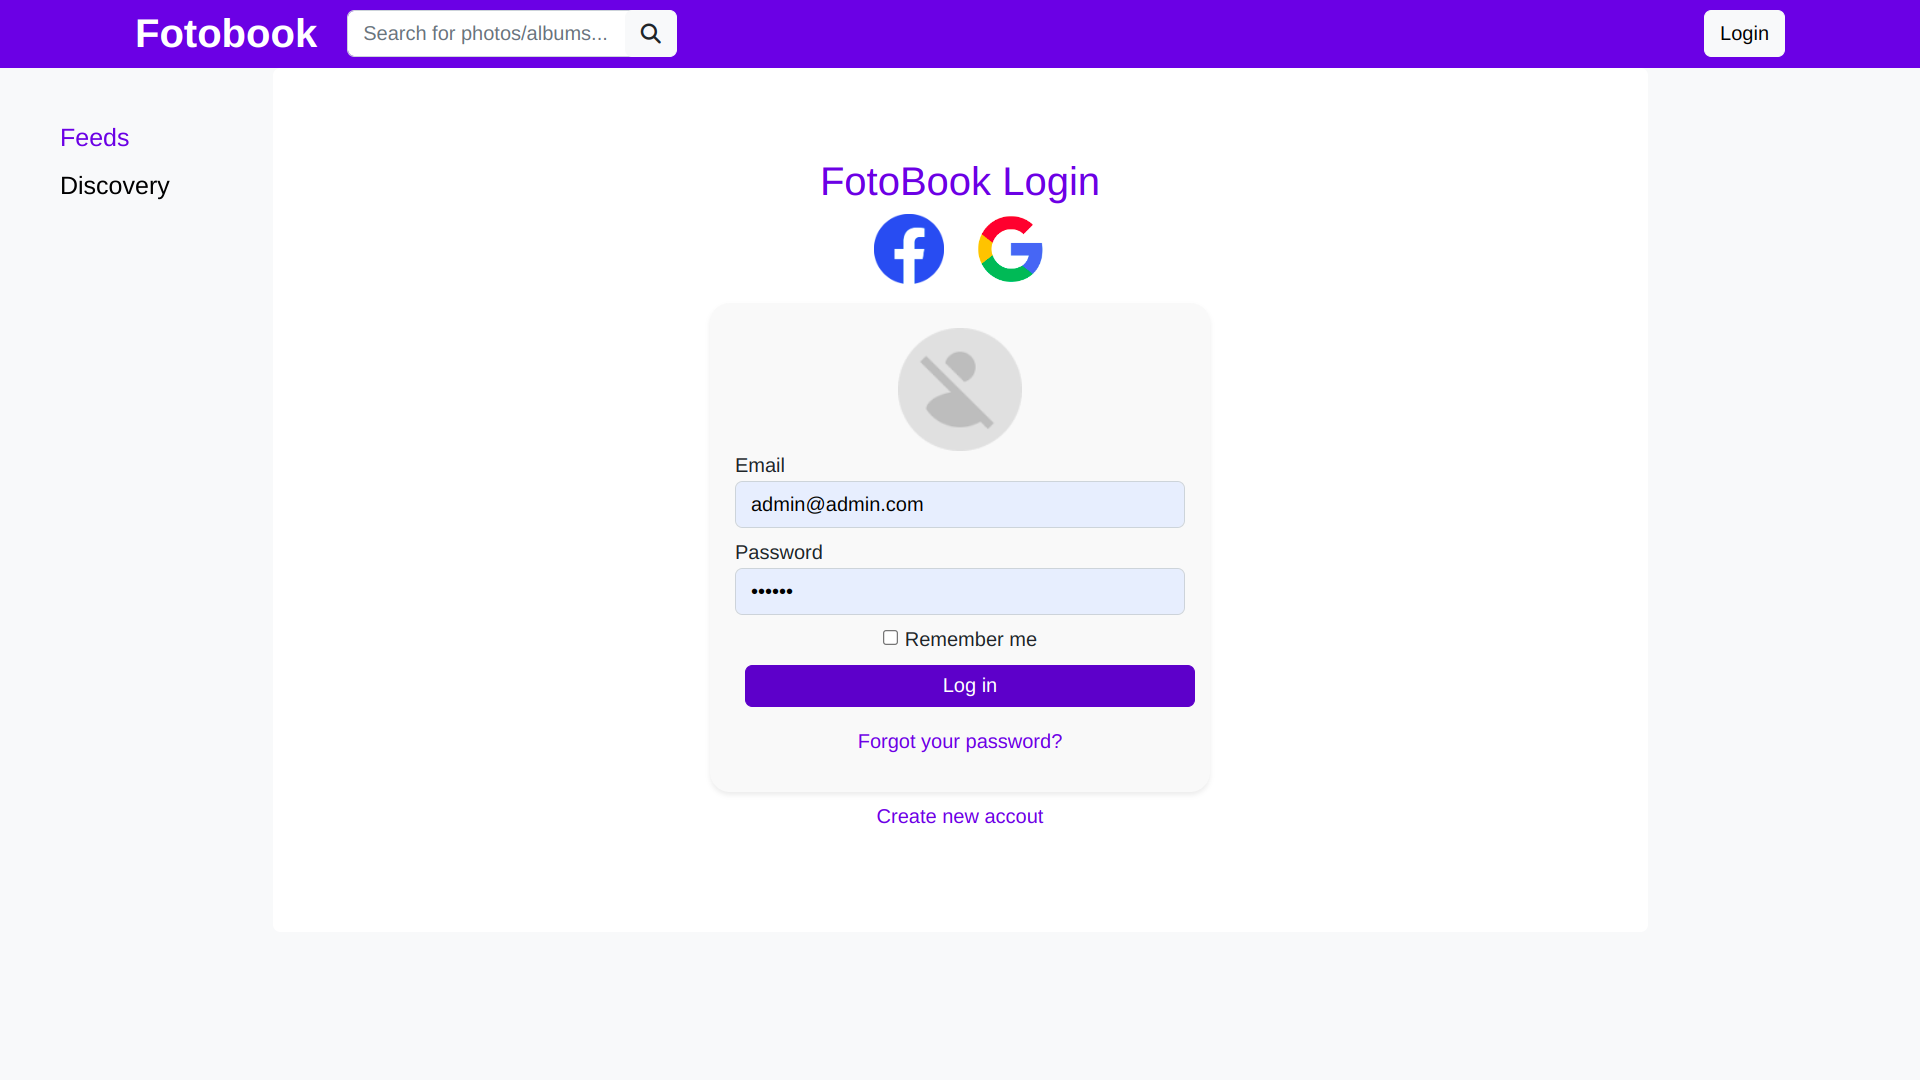 Fotobook
Search for photos/albums...
Login
Feeds
Discovery
FotoBook Login
Email
admin@admin.com
Password
••••••
Remember me
Log in
Forgot your password?
Create new accout